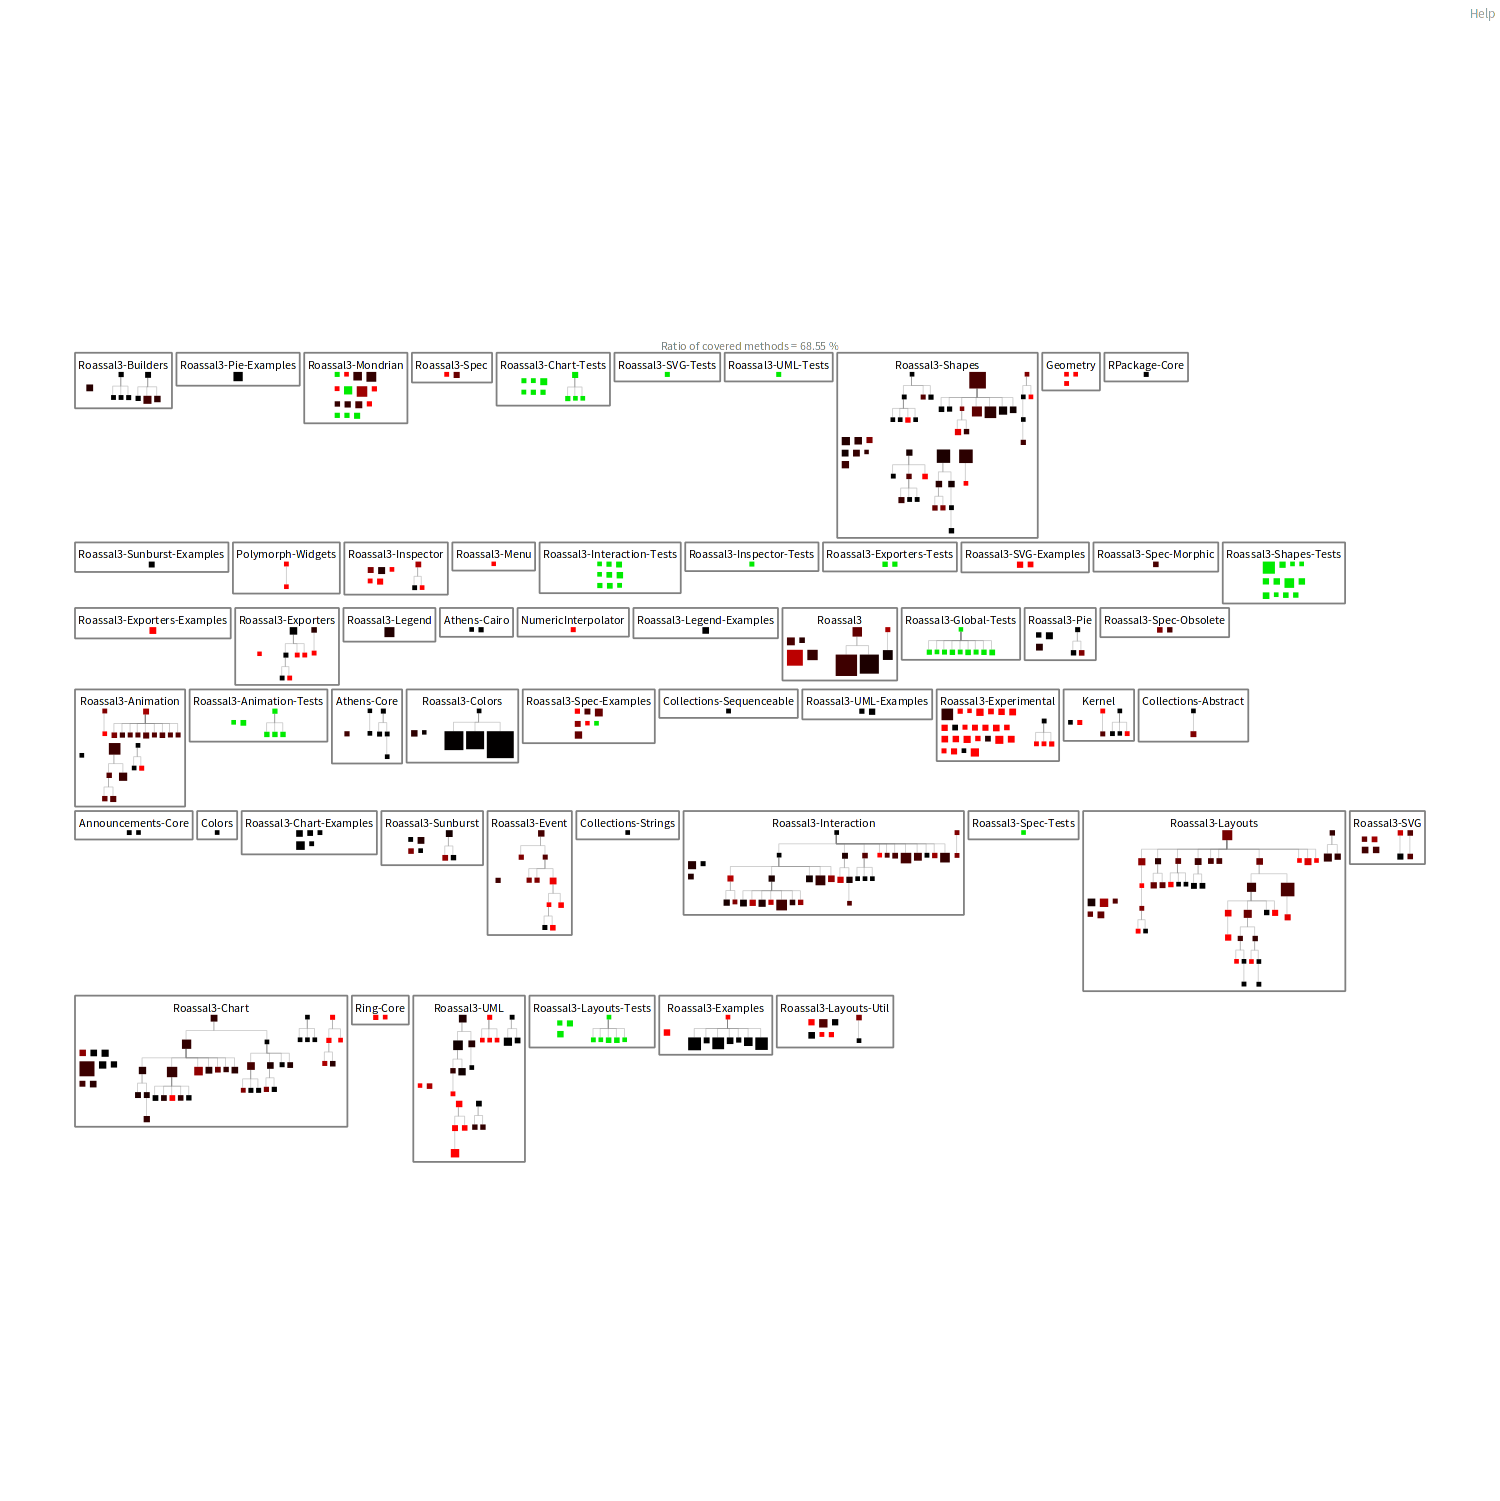 Help
Ratio of covered methods = 68.55 %
Roassal3-Builders
Roassal3-Pie-Examples
Roassal3-Mondrian
Roassal3-Spec
Roassal3-Chart-Tests
Roassal3-SVG-Tests
Roassal3-UML-Tests
Roassal3-Shapes
Geometry
RPackage-Core
Roassal3-Sunburst-Examples
Polymorph-Widgets
Roassal3-Inspector
Roassal3-Menu
Roassal3-Interaction-Tests
Roassal3-Inspector-Tests
Roassal3-Exporters-Tests
Roassal3-SVG-Examples
Roassal3-Spec-Morphic
Roassal3-Shapes-Tests
Roassal3-Exporters-Examples
Roassal3-Exporters
Roassal3-Legend
Athens-Cairo
NumericInterpolator
Roassal3-Legend-Examples
Roassal3
Roassal3-Global-Tests
Roassal3-Pie
Roassal3-Spec-Obsolete
Roassal3-Animation
Roassal3-Animation-Tests
Athens-Core
Roassal3-Colors
Roassal3-Spec-Examples
Collections-Sequenceable
Roassal3-UML-Examples
Roassal3-Experimental
Kernel
Collections-Abstract
Announcements-Core
Colors
Roassal3-Chart-Examples
Roassal3-Sunburst
Roassal3-Event
Collections-Strings
Roassal3-Interaction
Roassal3-Spec-Tests
Roassal3-Layouts
Roassal3-SVG
Roassal3-Chart
Ring-Core
Roassal3-UML
Roassal3-Layouts-Tests
Roassal3-Examples
Roassal3-Layouts-Util